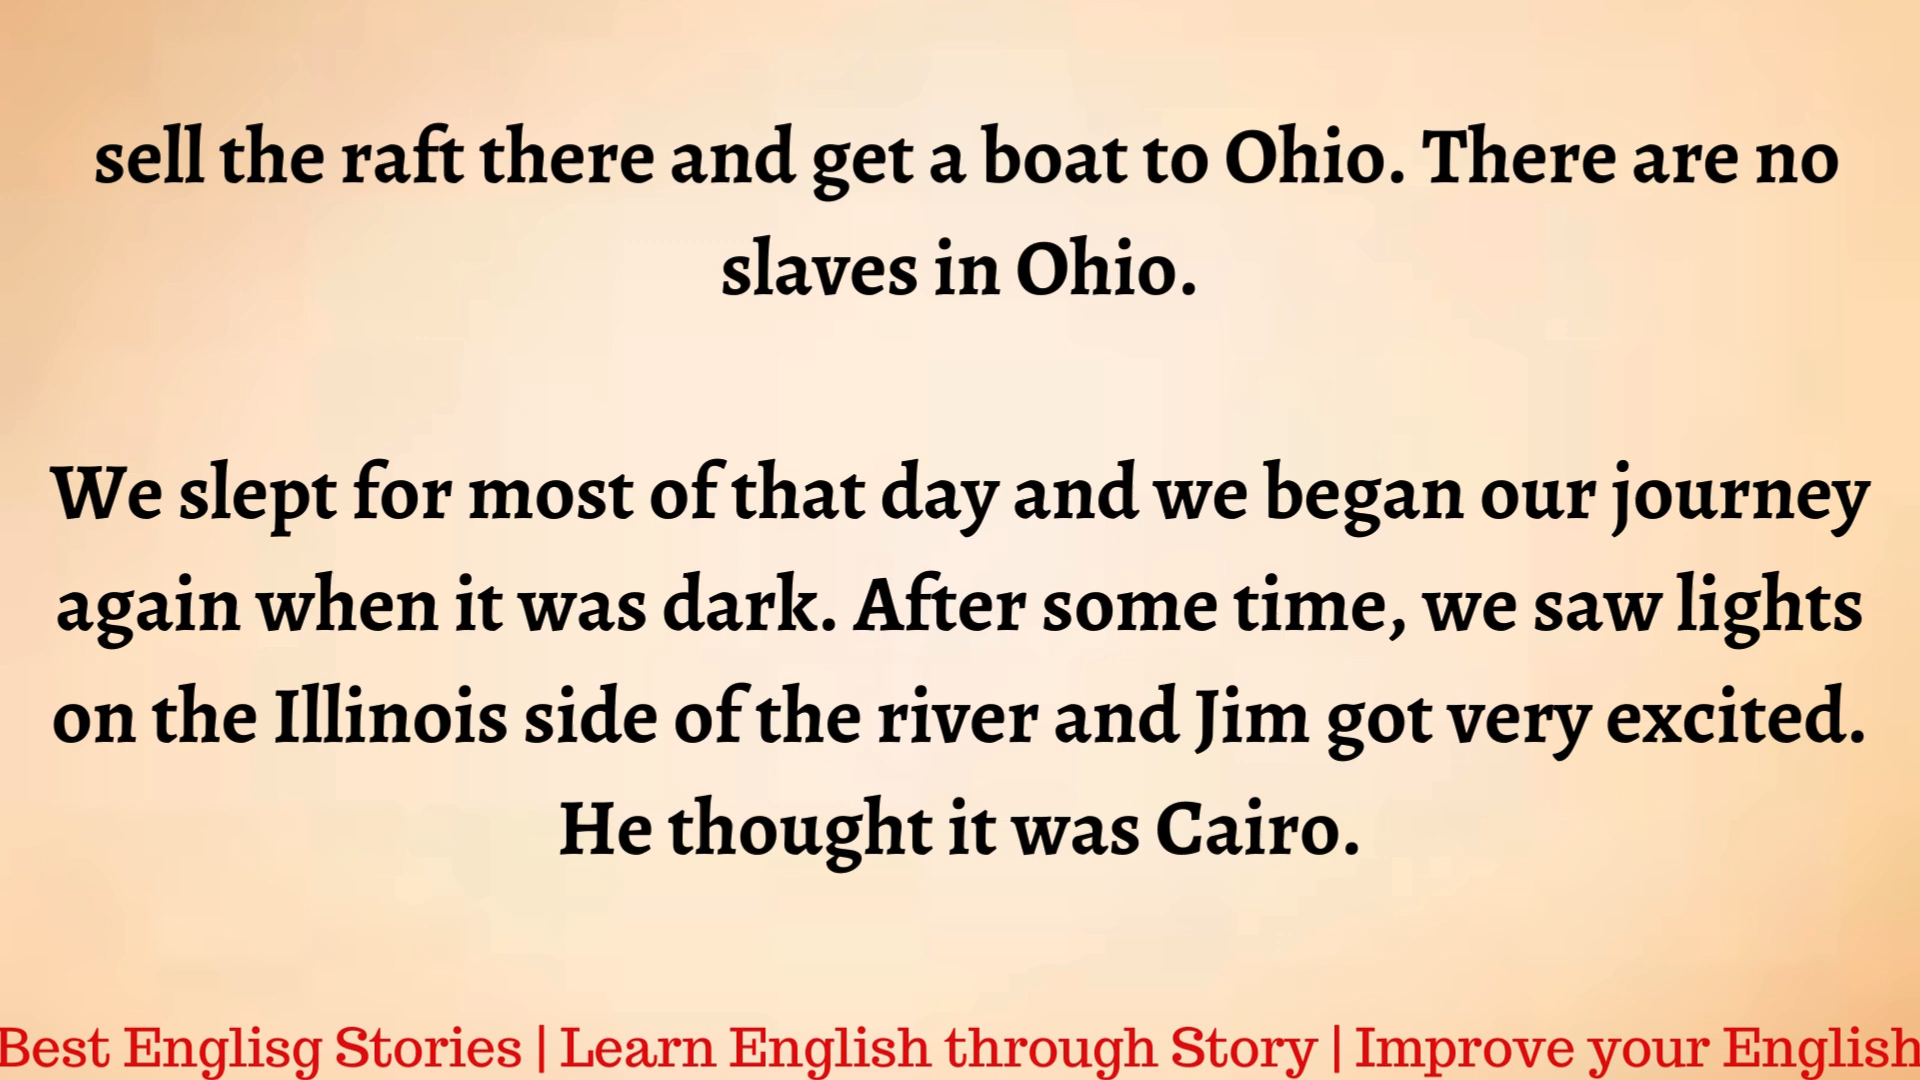 sell the raft there and get a boat to Ohio. There are no
slaves in Ohio.
We slept for most of that day and we began our journey
again when it was dark. After some time, we saw lights
on the Illinois side of the river and Jim got very excited.
He thought it was Cairo.
Best Englisg Stories | Learn English through Story | Improve your English